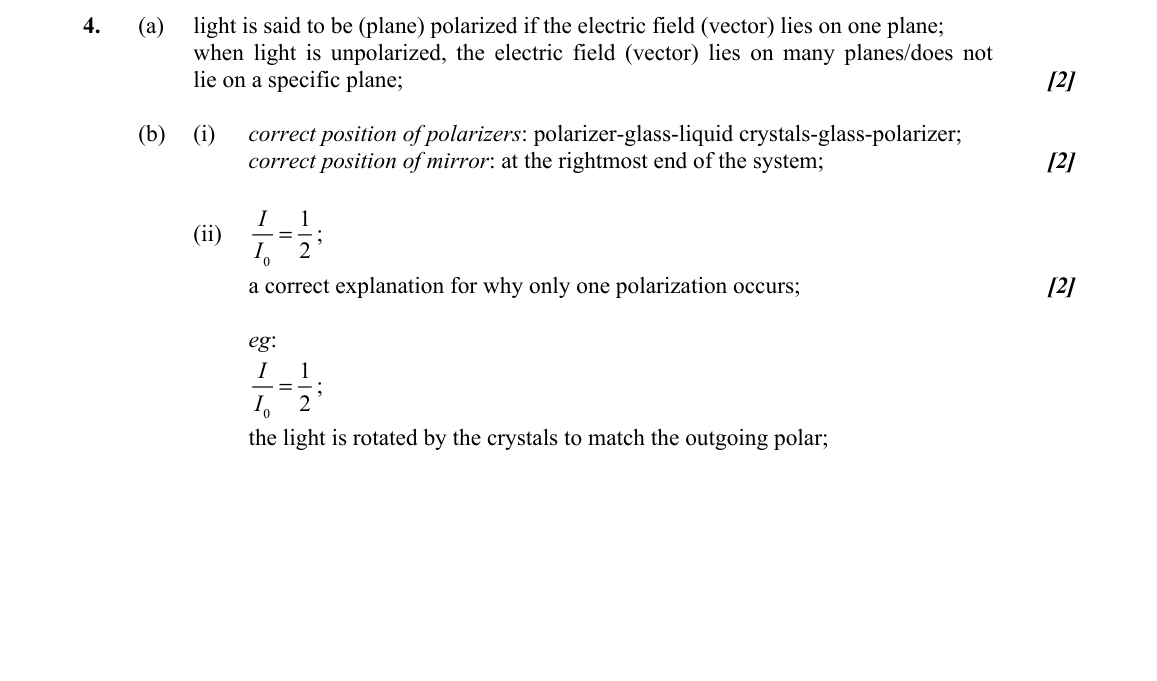 4. (a) light is said to be (plane) polarized if the electric field (vector) lies on one plane;
when light is unpolarized, the electric field (vector) lies on many planes/does not
lie on a specific plane; [2]
(b) (i) correct position of polarizers: polarizer-glass-liquid crystals-glass-polarizer;
correct position of mirror: at the rightmost end of the system; [2]
(ii) I/I₀ = 1/2;
a correct explanation for why only one polarization occurs; [2]
eg:
I/I₀ = 1/2;
the light is rotated by the crystals to match the outgoing polar;